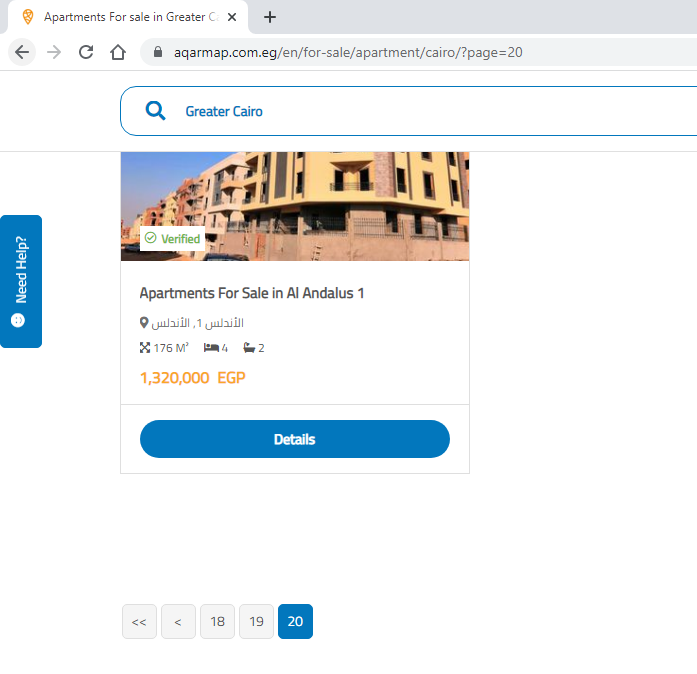 Apartments For sale in Greater C
aqarmap.com.eg/en/for-sale/apartment/cairo/?page=20
Greater Cairo
Verified
Need Help?
Apartments For Sale in Al Andalus 1
الأندلس 1, الأندلس
176 M²
4
2
1,320,000 EGP
Details
<<
<
18
19
20